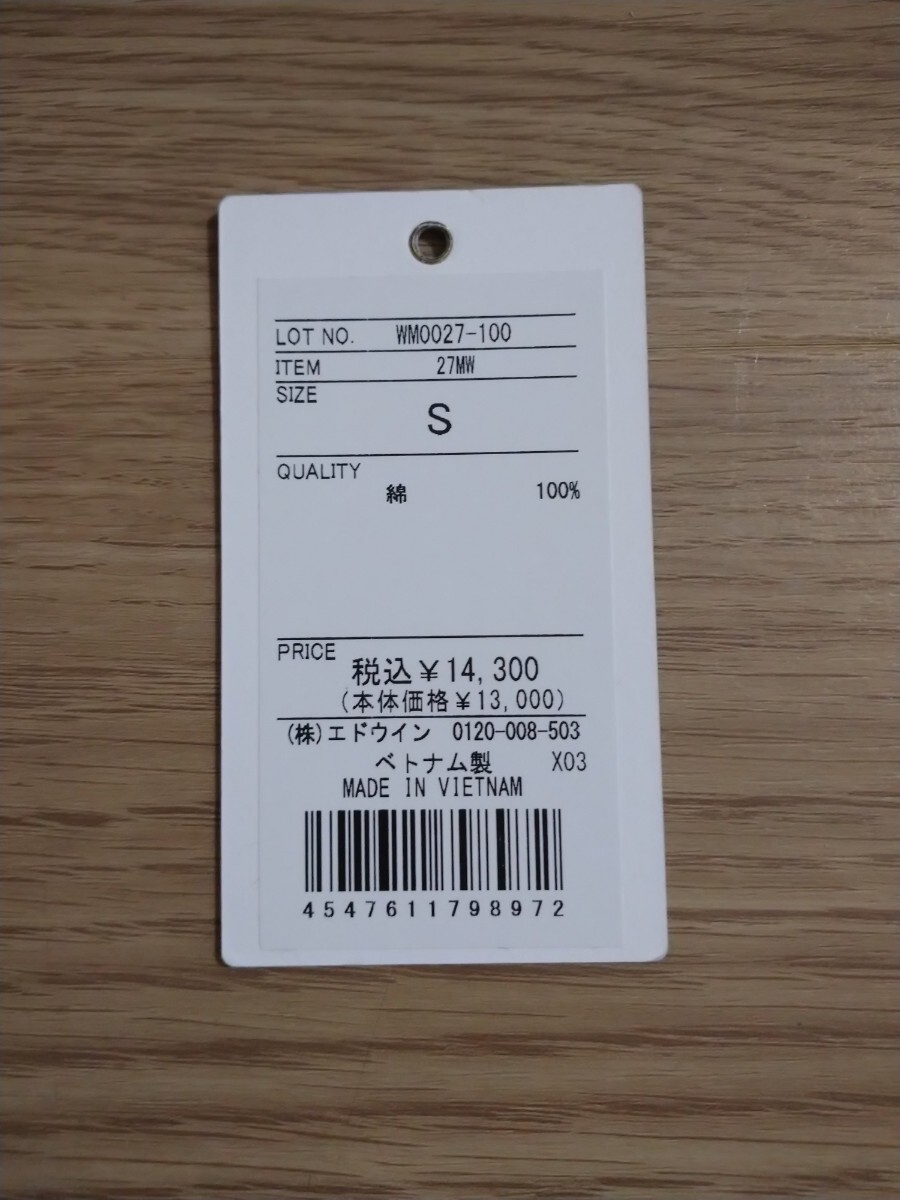 LOT NO. WM0027-100
ITEM 27MW
SIZE
S
QUALITY
綿 100%
PRICE
税込¥14,300
(本体価格¥13,000)
(株)エドウイン 0120-008-503
ベトナム製 X03
MADE IN VIETNAM
4547611798972